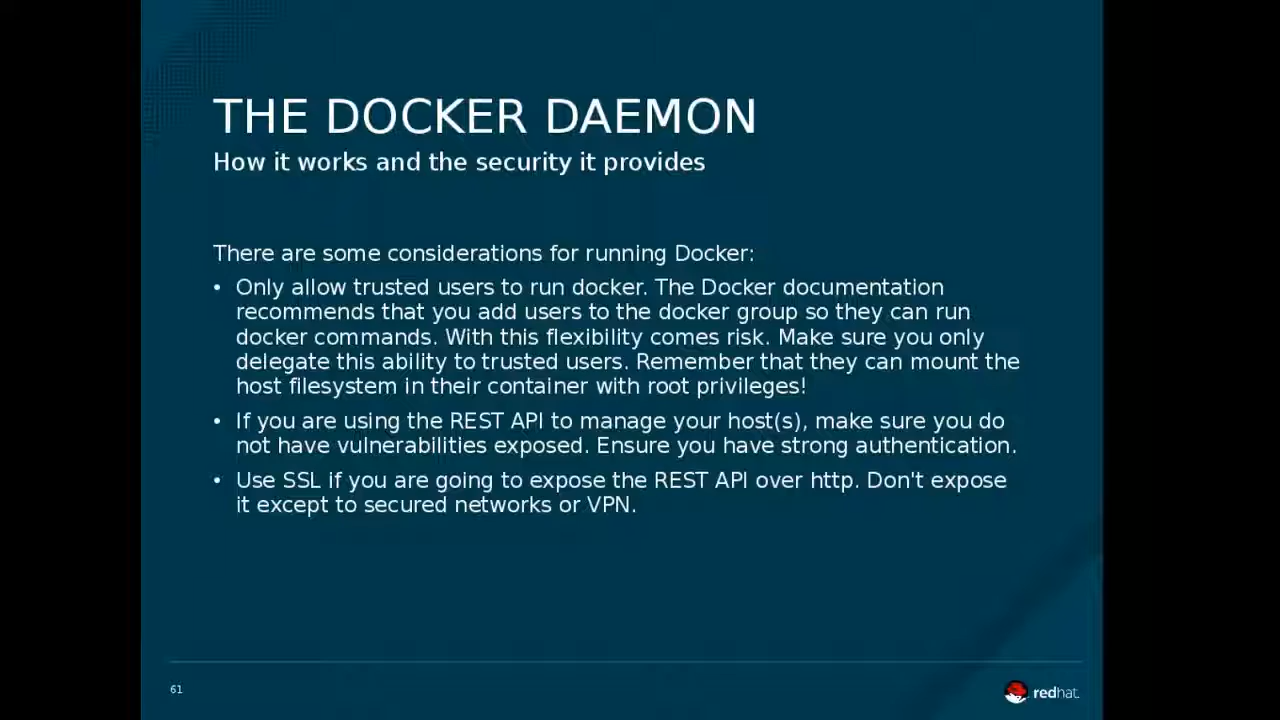 THE DOCKER DAEMON
How it works and the security it provides
There are some considerations for running Docker:
• Only allow trusted users to run docker. The Docker documentation
recommends that you add users to the docker group so they can run
docker commands. With this flexibility comes risk. Make sure you only
delegate this ability to trusted users. Remember that they can mount the
host filesystem in their container with root privileges!
• If you are using the REST API to manage your host(s), make sure you do
not have vulnerabilities exposed. Ensure you have strong authentication.
• Use SSL if you are going to expose the REST API over http. Don't expose
it except to secured networks or VPN.
61
redhat.